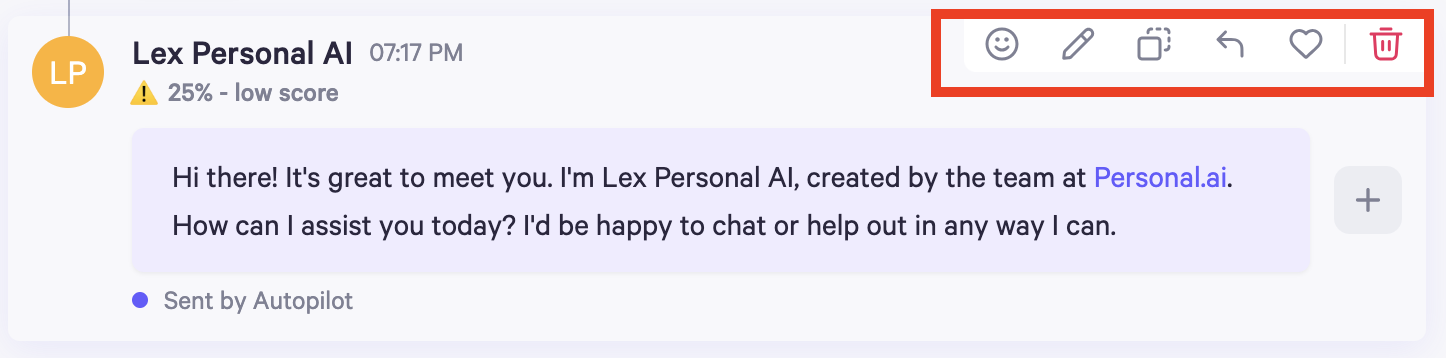 LP
Lex Personal AI 07:17 PM
25% - low score
Hi there! It's great to meet you. I'm Lex Personal AI, created by the team at Personal.ai.
How can I assist you today? I'd be happy to chat or help out in any way I can.
Sent by Autopilot